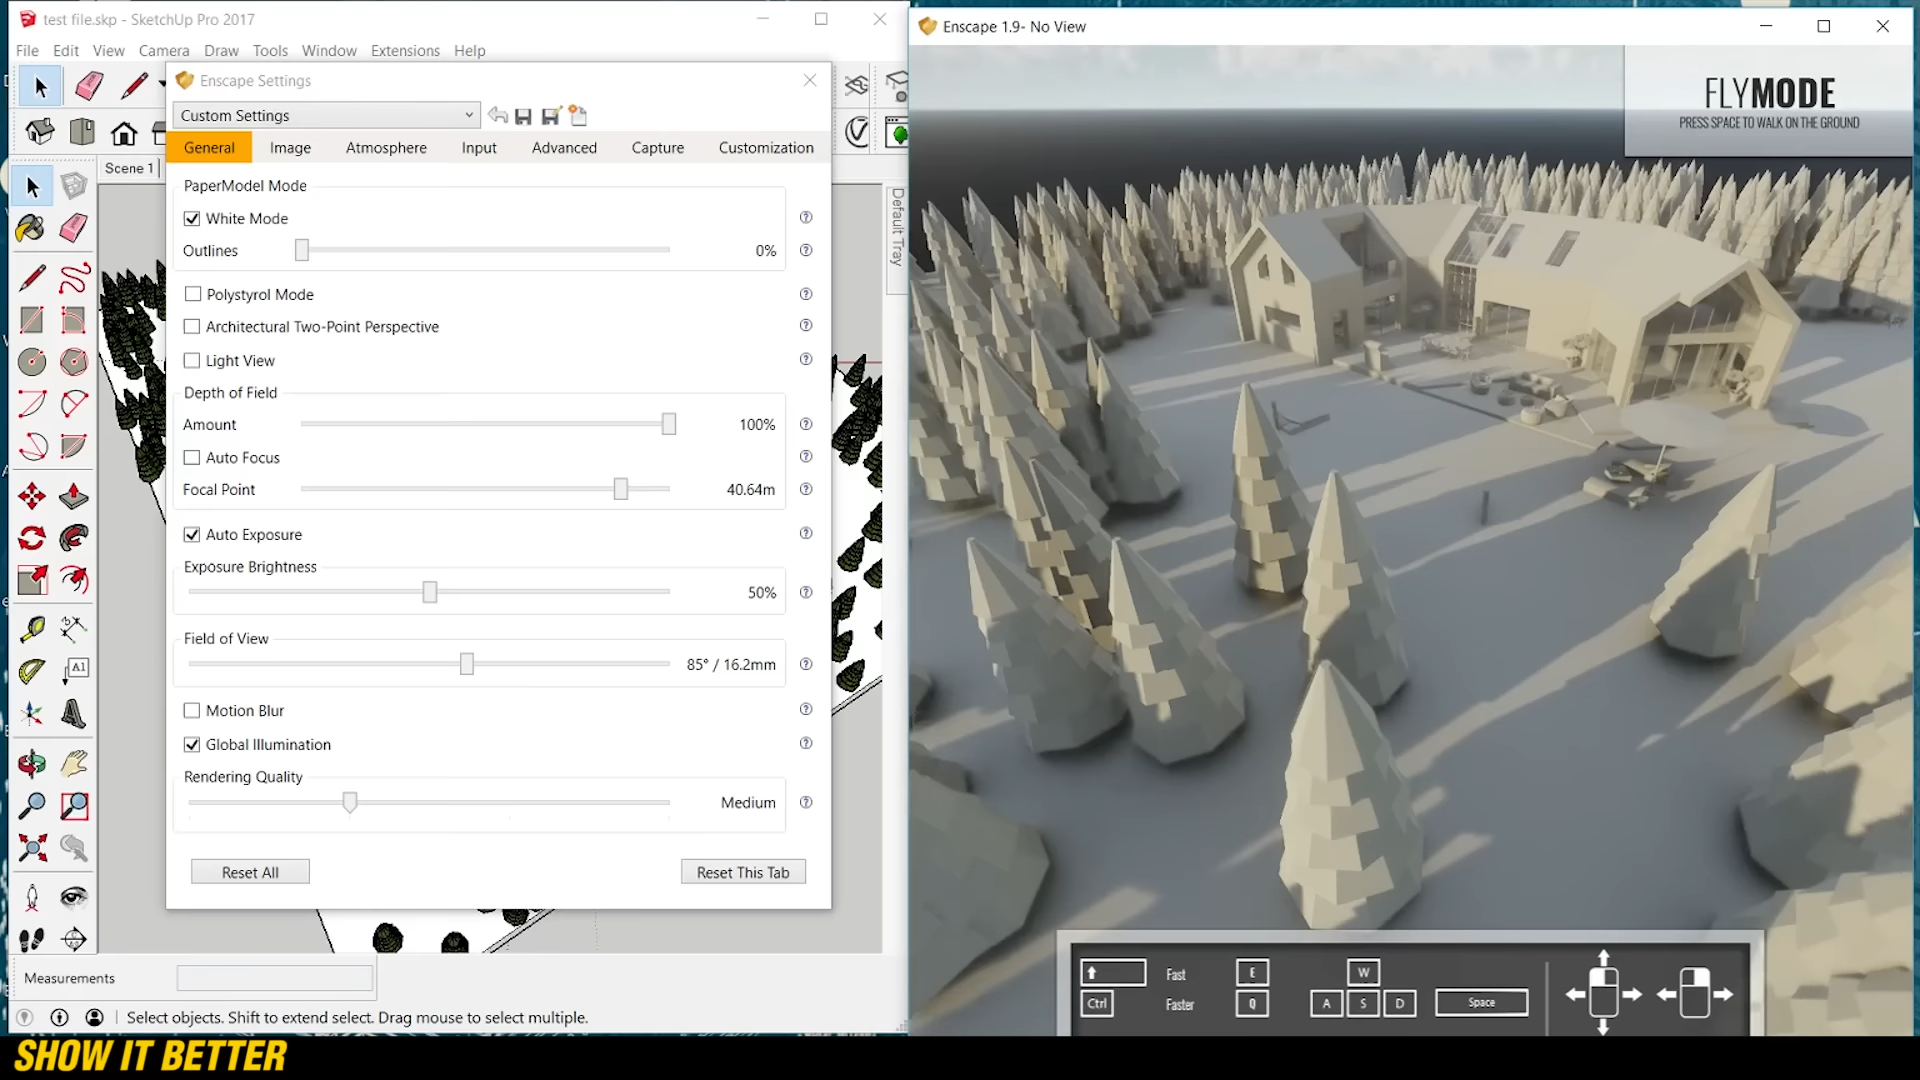 test file.skp - SketchUp Pro 2017
File Edit View Camera Draw Tools Window Extensions Help
Scene 1
Default Tray
Enscape Settings
Custom Settings
General Image Atmosphere Input Advanced Capture Customization
PaperModel Mode
White Mode
Outlines 0%
Polystyrol Mode
Architectural Two-Point Perspective
Light View
Depth of Field
Amount 100%
Auto Focus
Focal Point 40.64m
Auto Exposure
Exposure Brightness
50%
Field of View
85° / 16.2mm
Motion Blur
Global Illumination
Rendering Quality
Medium
Reset All Reset This Tab
A1
Measurements
Select objects. Shift to extend select. Drag mouse to select multiple.
Enscape 1.9- No View
FLYMODE
PRESS SPACE TO WALK ON THE GROUND
Fast E W
Ctrl Faster Q A S D Space
SHOW IT BETTER